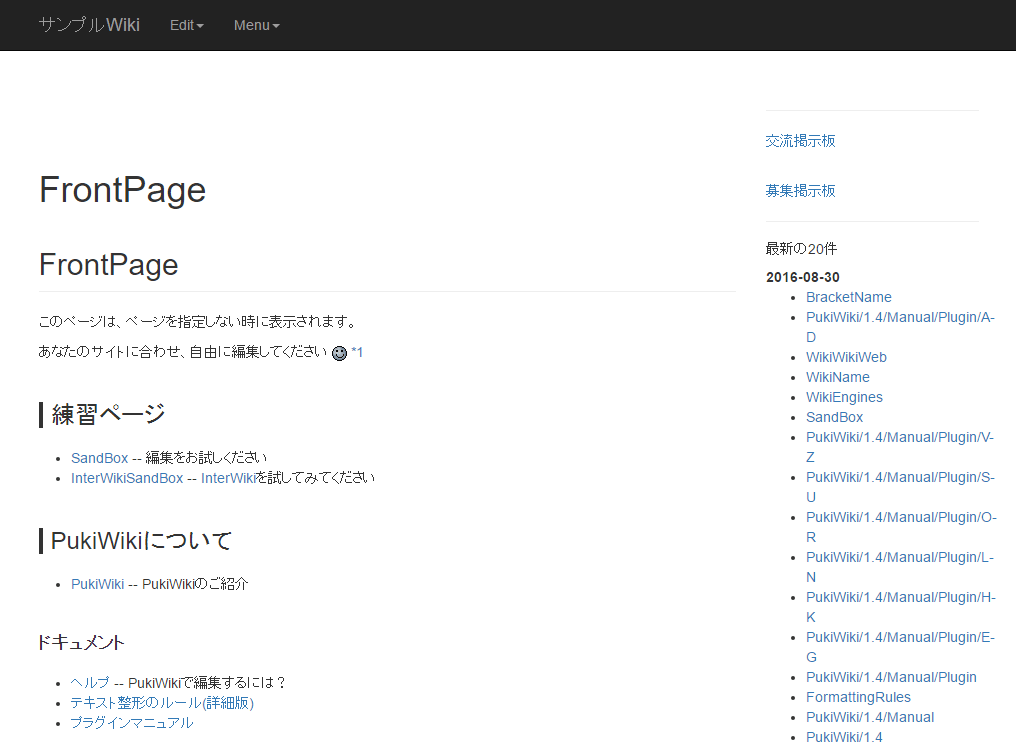 サンプルWiki Edit Menu
FrontPage
FrontPage
このページは、ページを指定しない時に表示されます。
あなたのサイトに合わせ、自由に編集してください *1
練習ページ
SandBox -- 編集をお試しください
InterWikiSandBox -- InterWikiを試してみてください
PukiWikiについて
PukiWiki -- PukiWikiのご紹介
ドキュメント
ヘルプ -- PukiWikiで編集するには？
テキスト整形のルール(詳細版)
プラグインマニュアル
交流掲示板
募集掲示板
最新の20件
2016-08-30
BracketName
PukiWiki/1.4/Manual/Plugin/A-
D
WikiWikiWeb
WikiName
WikiEngines
SandBox
PukiWiki/1.4/Manual/Plugin/V-
Z
PukiWiki/1.4/Manual/Plugin/S-
U
PukiWiki/1.4/Manual/Plugin/O-
R
PukiWiki/1.4/Manual/Plugin/L-
N
PukiWiki/1.4/Manual/Plugin/H-
K
PukiWiki/1.4/Manual/Plugin/E-
G
PukiWiki/1.4/Manual/Plugin
FormattingRules
PukiWiki/1.4/Manual
PukiWiki/1.4